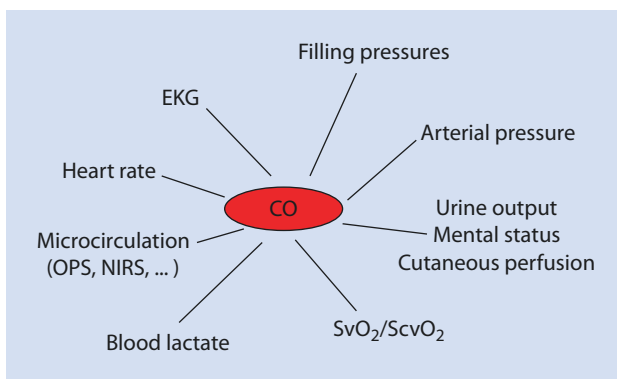 Filling pressures
EKG
Arterial pressure
Heart rate
CO
Urine output
Mental status
Cutaneous perfusion
Microcirculation
(OPS, NIRS, ... )
SvO₂/ScvO₂
Blood lactate